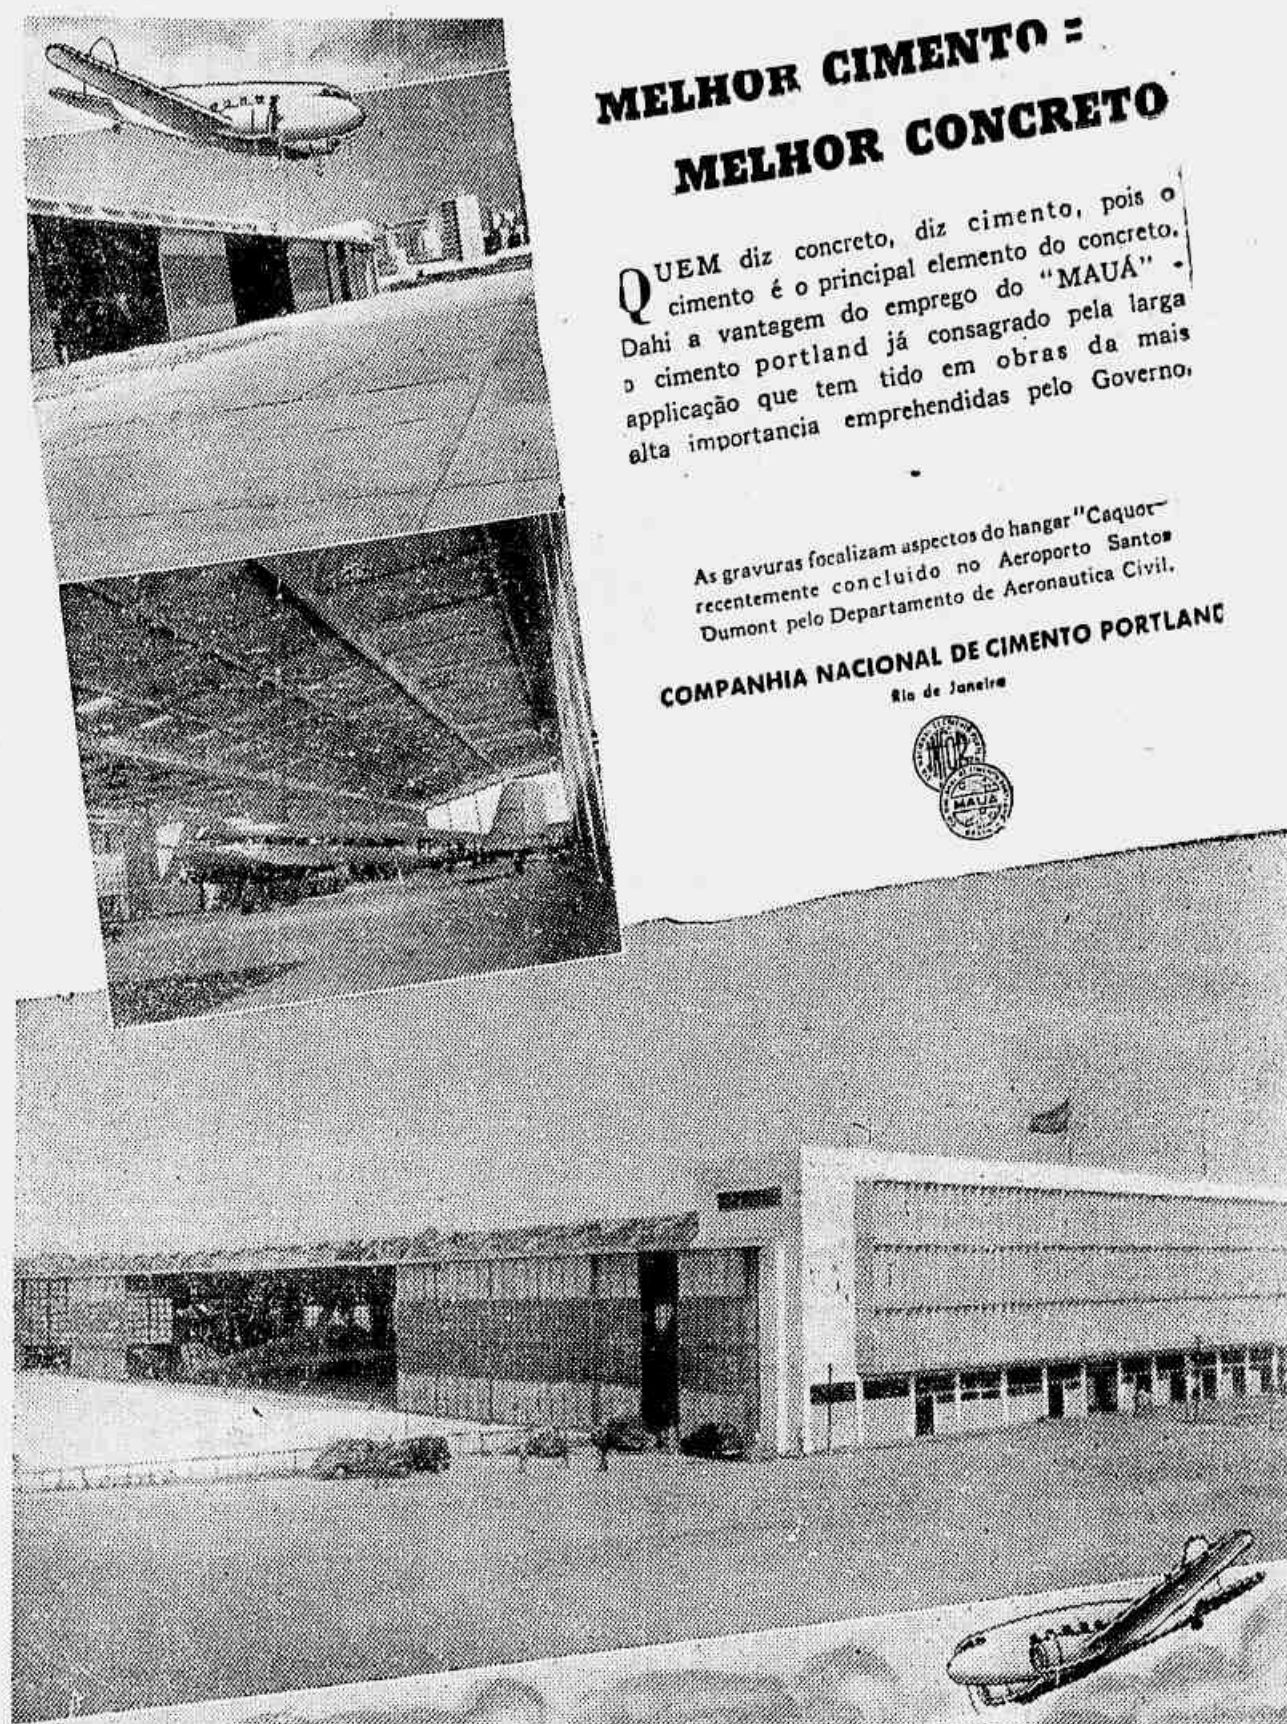 MELHOR CIMENTO =
MELHOR CONCRETO
QUEM diz concreto, diz cimento, pois o
cimento é o principal elemento do concreto.
Dahi a vantagem do emprego do "MAUÁ" -
o cimento portland já consagrado pela larga
applicação que tem tido em obras da mais
alta importancia emprehendidas pelo Governo.
As gravuras focalizam aspectos do hangar "Caquot"
recentemente concluido no Aeroporto Santos
Dumont pelo Departamento de Aeronautica Civil.
COMPANHIA NACIONAL DE CIMENTO PORTLAND
Rio de Janeiro
MAUÁ